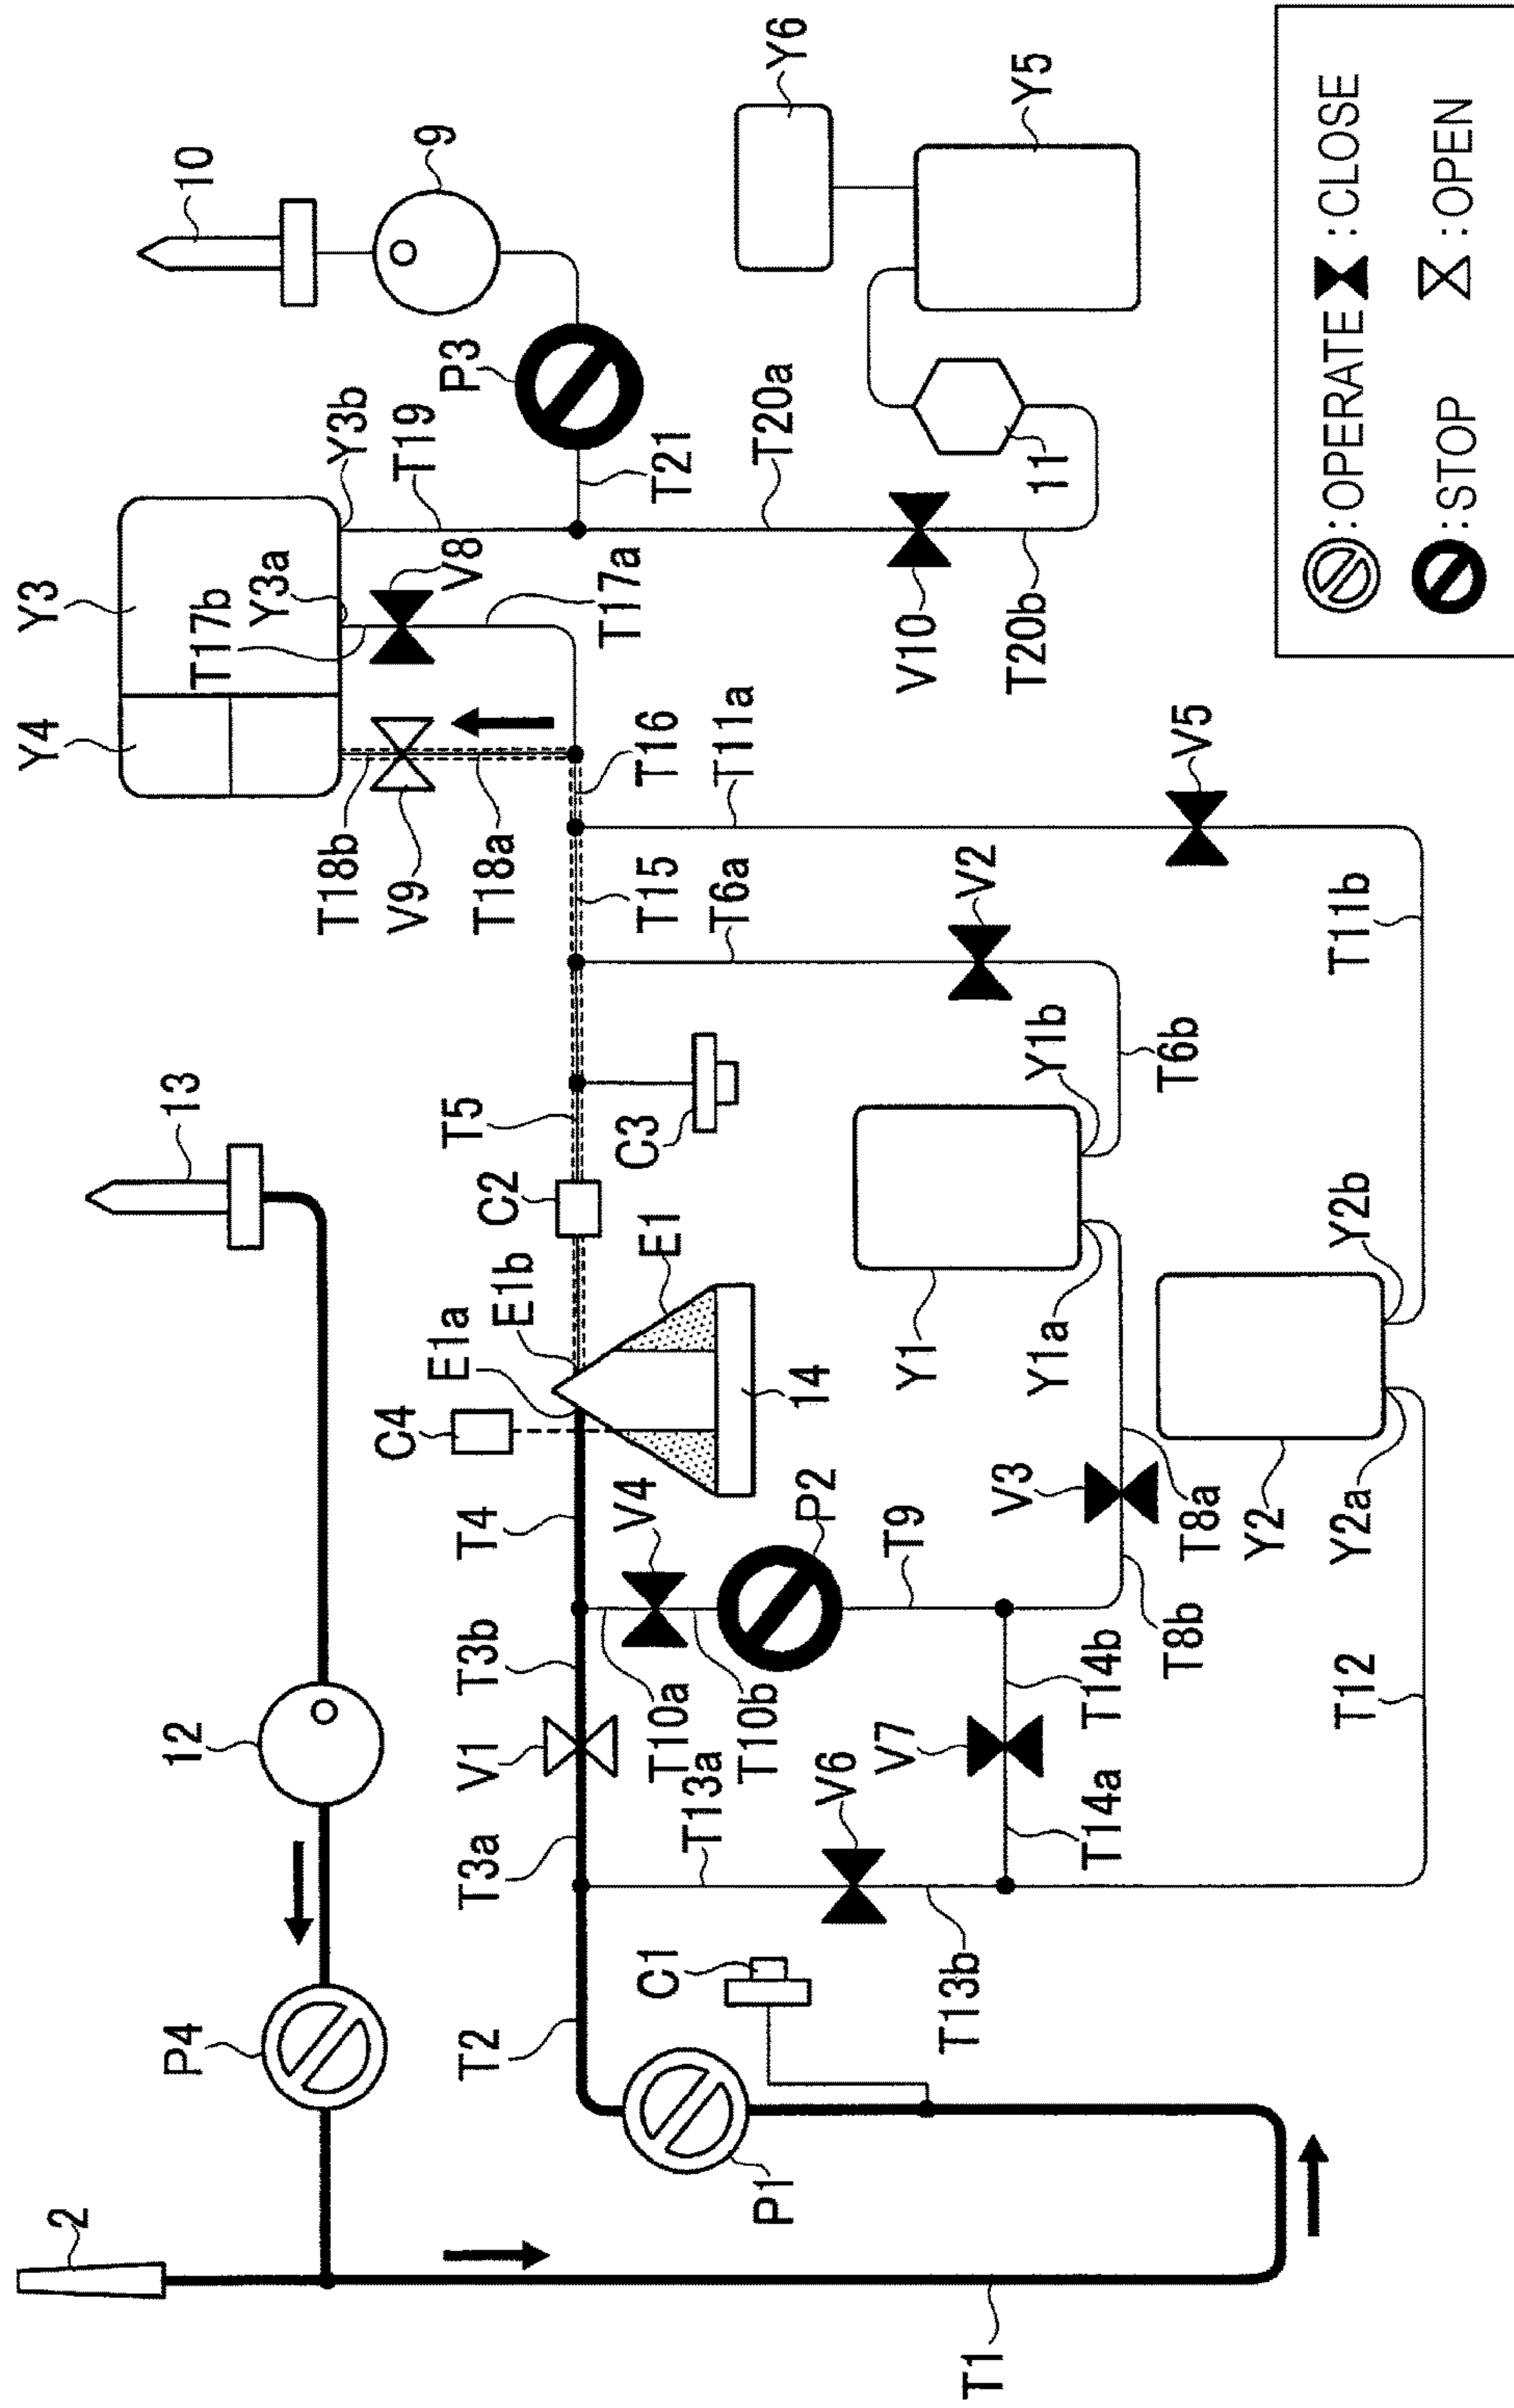 2
P4
12
13
Y4
Y3
10
T18b
V9
T18a
T17b
Y3a
Y3b
T19
V8
T17a
P3
9
T21
T1
P1
T2
C1
T3a
V1
T3b
T4
C4
E1a
E1b
C2
T5
C3
E1
14
T15
T16
T6a
T11a
T20a
Y6
Y5
11
V10
T20b
T13a
T10a
T10b
V4
P2
V6
V7
T9
T13b
T14a
T14b
V3
T8a
T8b
Y1
Y1a
Y1b
V2
T6b
V5
T11b
Y2
Y2a
Y2b
T12
:OPERATE
:CLOSE
:STOP
:OPEN